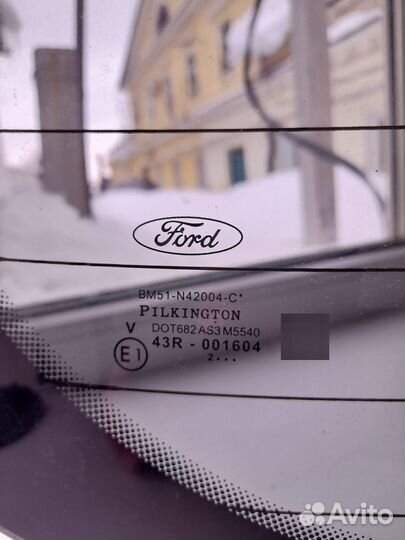 Ford
BM51-N42004-C*
PILKINGTON
V DOT682 AS3 M5540
E1 43R - 001604
2...
Avito